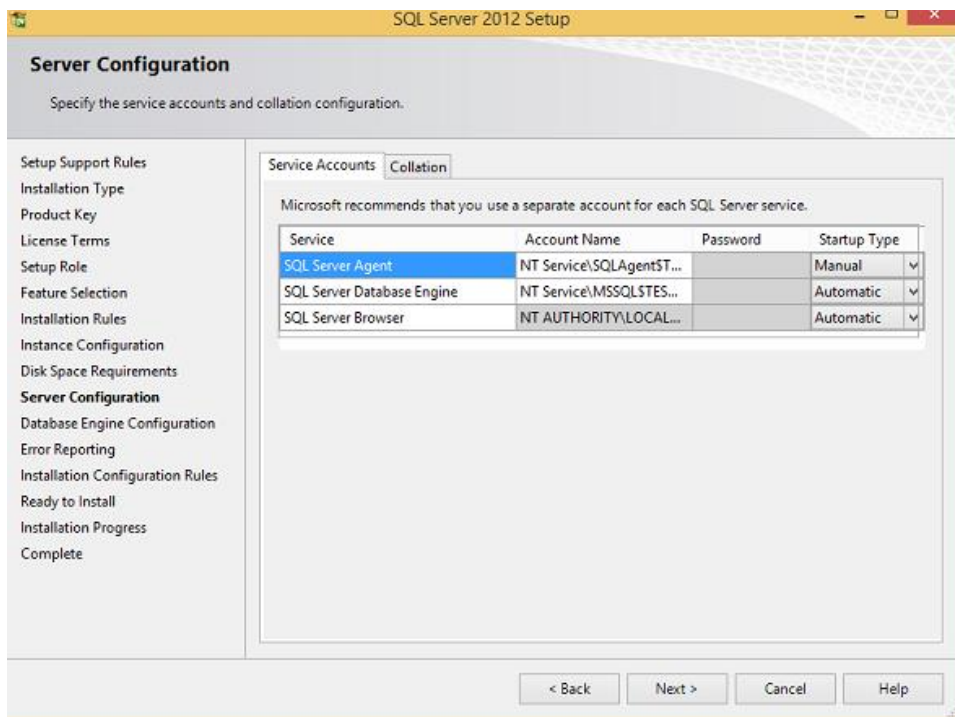 SQL Server 2012 Setup
Server Configuration
Specify the service accounts and collation configuration.
Setup Support Rules
Installation Type
Product Key
License Terms
Setup Role
Feature Selection
Installation Rules
Instance Configuration
Disk Space Requirements
Server Configuration
Database Engine Configuration
Error Reporting
Installation Configuration Rules
Ready to Install
Installation Progress
Complete
Service Accounts Collation
Microsoft recommends that you use a separate account for each SQL Server service.
Service Account Name Password Startup Type
SQL Server Agent NT Service\SQLAgent$T... Manual
SQL Server Database Engine NT Service\MSSQL$TES... Automatic
SQL Server Browser NT AUTHORITY\LOCAL... Automatic
< Back Next > Cancel Help